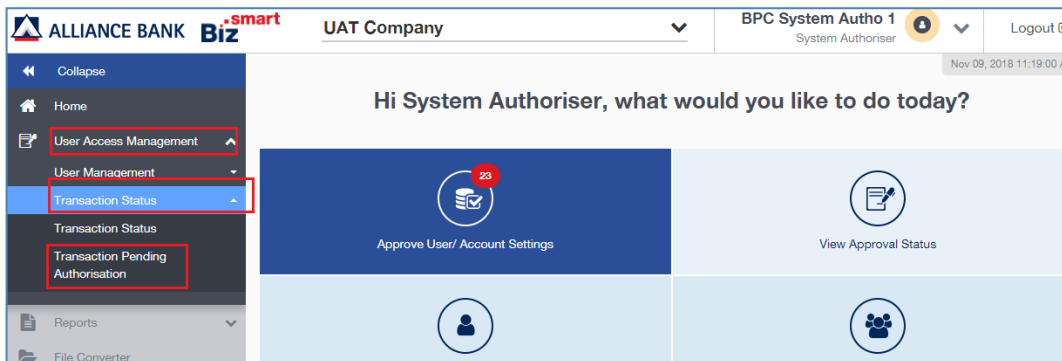 ALLIANCE BANK Biz.smart
UAT Company
BPC System Autho 1
System Authoriser
Logout
Nov 09, 2018 11:19:00
Collapse
Home
User Access Management
User Management
Transaction Status
Transaction Status
Transaction Pending
Authorisation
Reports
File Converter
Hi System Authoriser, what would you like to do today?
23
Approve User/ Account Settings
View Approval Status